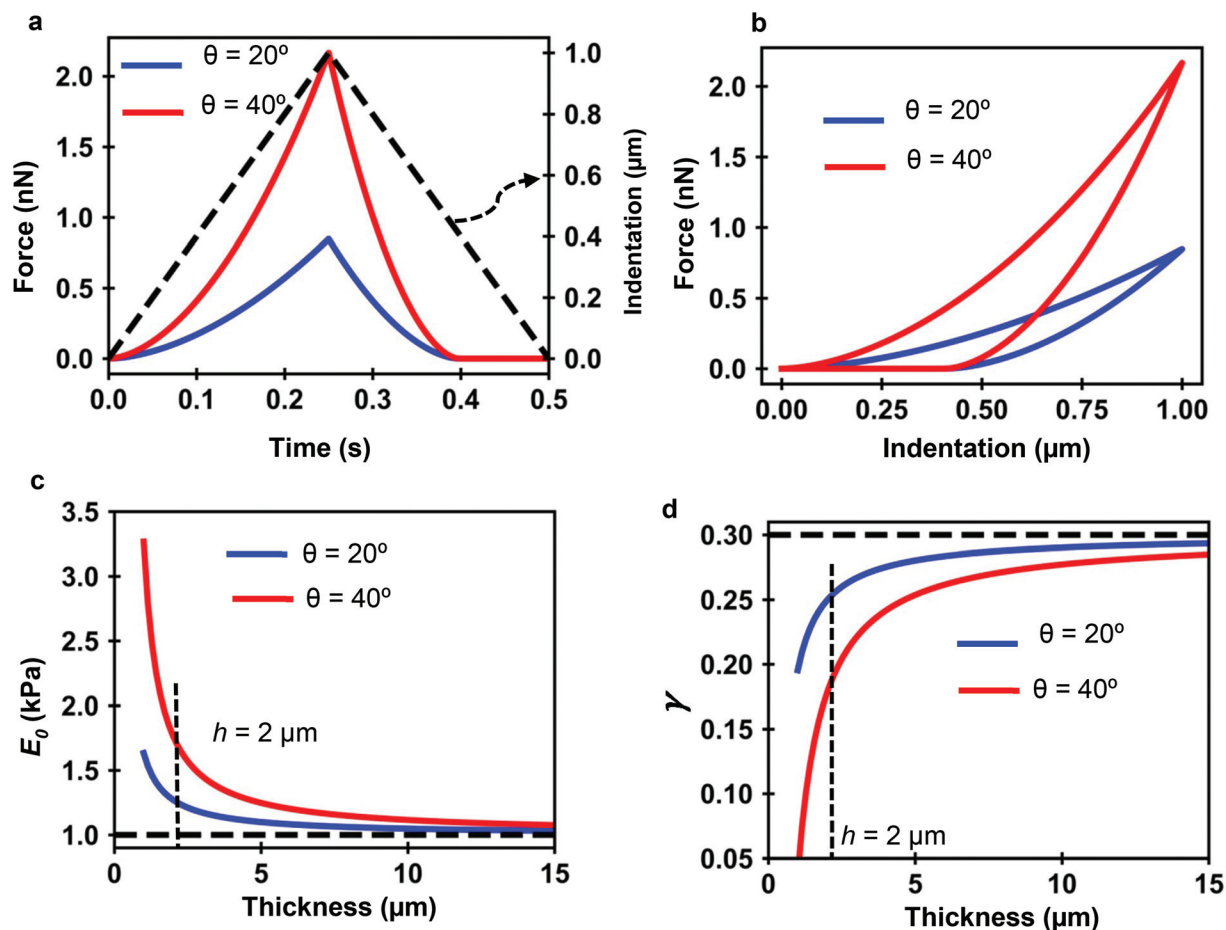 a
θ = 20º
θ = 40º
Force (nN)
2.0
1.5
1.0
0.5
0.0
0.0 0.1 0.2 0.3 0.4 0.5
Time (s)
1.0
0.8
0.6
0.4
0.2
0.0
Indentation (µm)
b
θ = 20º
θ = 40º
Force (nN)
2.0
1.5
1.0
0.5
0.0
0.00 0.25 0.50 0.75 1.00
Indentation (µm)
c
θ = 20º
θ = 40º
E0 (kPa)
3.5
3.0
2.5
2.0
1.5
1.0
h = 2 µm
0 5 10 15
Thickness (µm)
d
γ
0.30
0.25
0.20
0.15
0.10
0.05
θ = 20º
θ = 40º
h = 2 µm
0 5 10 15
Thickness (µm)